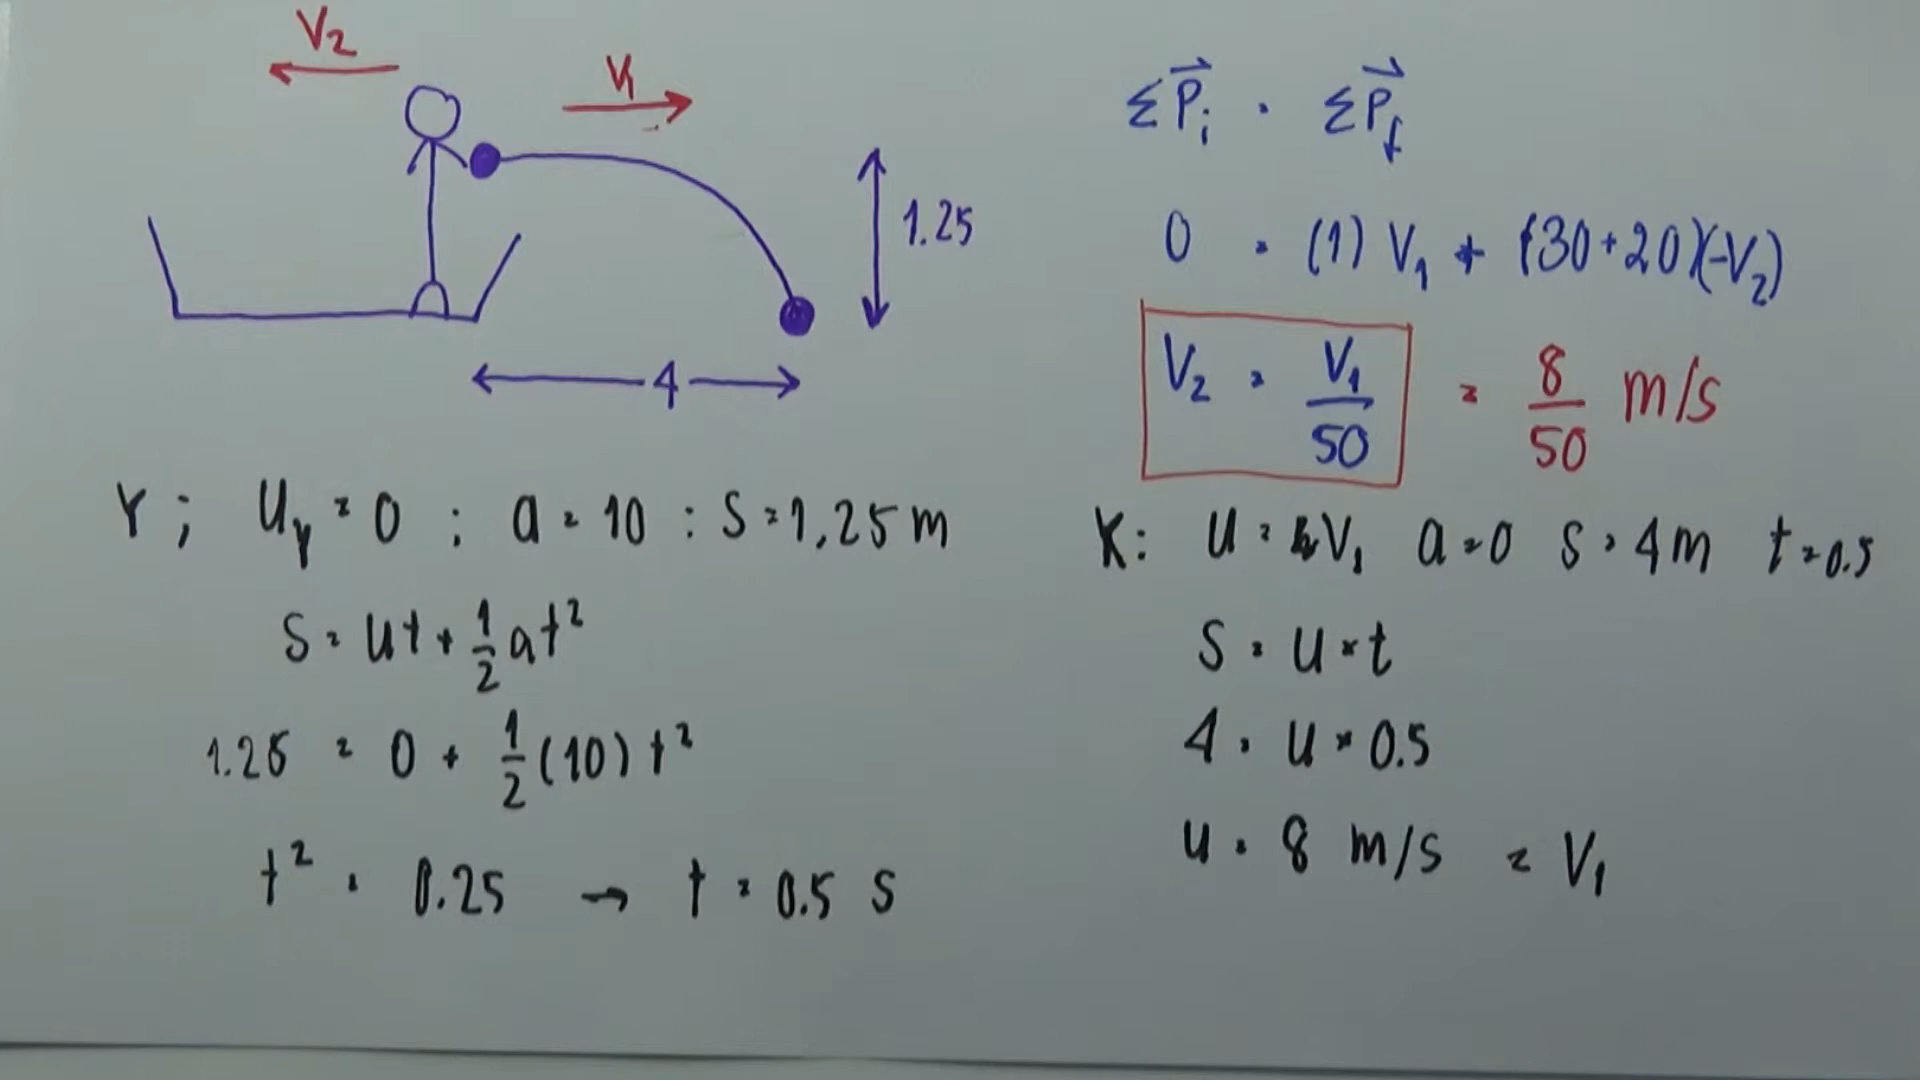 V₂
V₁
1.25
4
ΣP⃗ᵢ = ΣP⃗f
0 = (1) V₁ + (30+20)(-V₂)
V₂ = V₁/50 = 8/50 m/s
Y ; Uy = 0 ; a = 10 : S = 1.25 m
S = ut + 1/2 at²
1.25 = 0 + 1/2 (10) t²
t² = 0.25 → t = 0.5 s
X: U = V₁ a = 0 S = 4m t = 0.5
S = U × t
4 = U × 0.5
u = 8 m/s = V₁